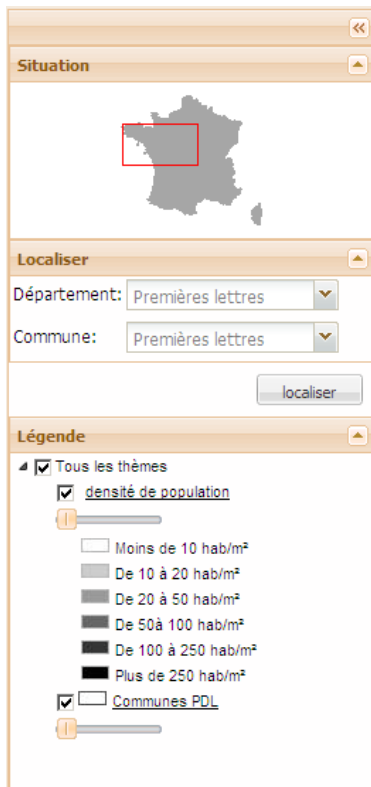 Situation
Localiser
Département: Premières lettres
Commune: Premières lettres
localiser
Légende
Tous les thèmes
densité de population
Moins de 10 hab/m²
De 10 à 20 hab/m²
De 20 à 50 hab/m²
De 50à 100 hab/m²
De 100 à 250 hab/m²
Plus de 250 hab/m²
Communes PDL